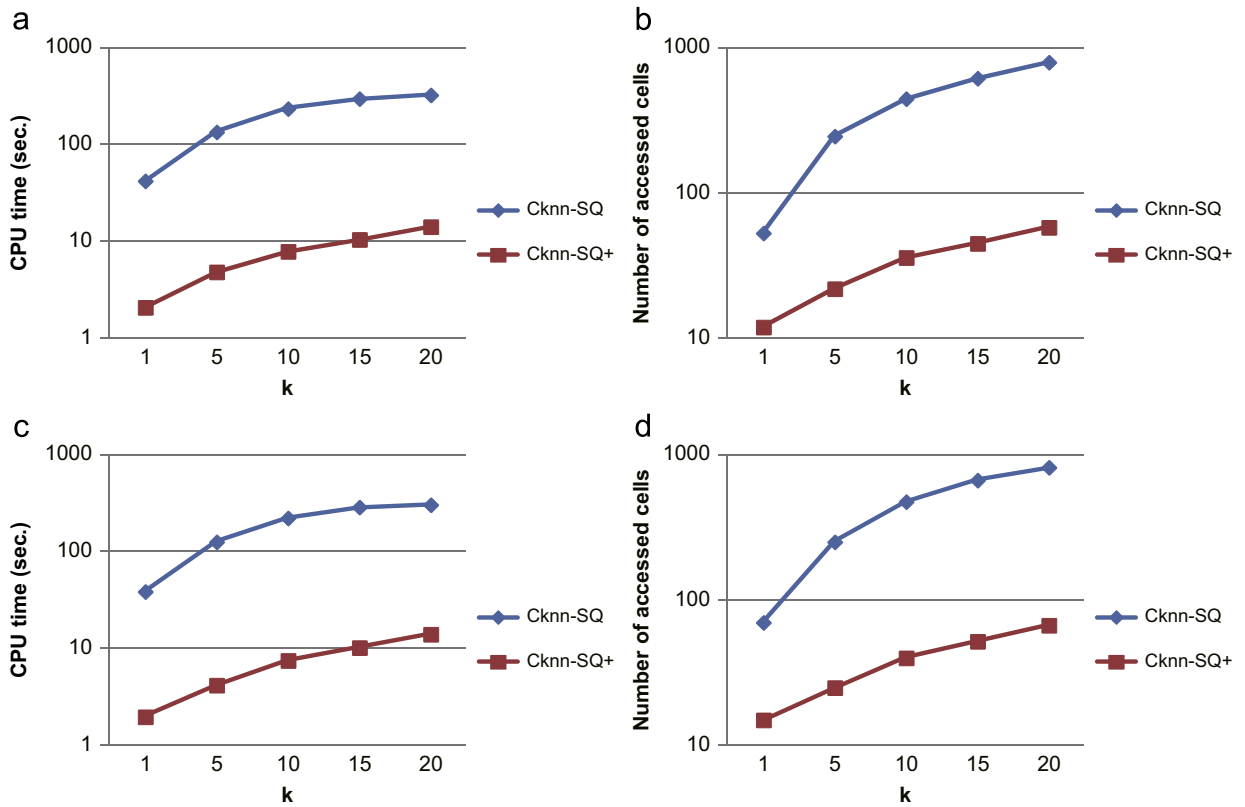 a
CPU time (sec.)
1000
100
10
1
1 5 10 15 20
k
Cknn-SQ
Cknn-SQ+
b
Number of accessed cells
1000
100
10
1 5 10 15 20
k
Cknn-SQ
Cknn-SQ+
c
CPU time (sec.)
1000
100
10
1
1 5 10 15 20
k
Cknn-SQ
Cknn-SQ+
d
Number of accessed cells
1000
100
10
1 5 10 15 20
k
Cknn-SQ
Cknn-SQ+